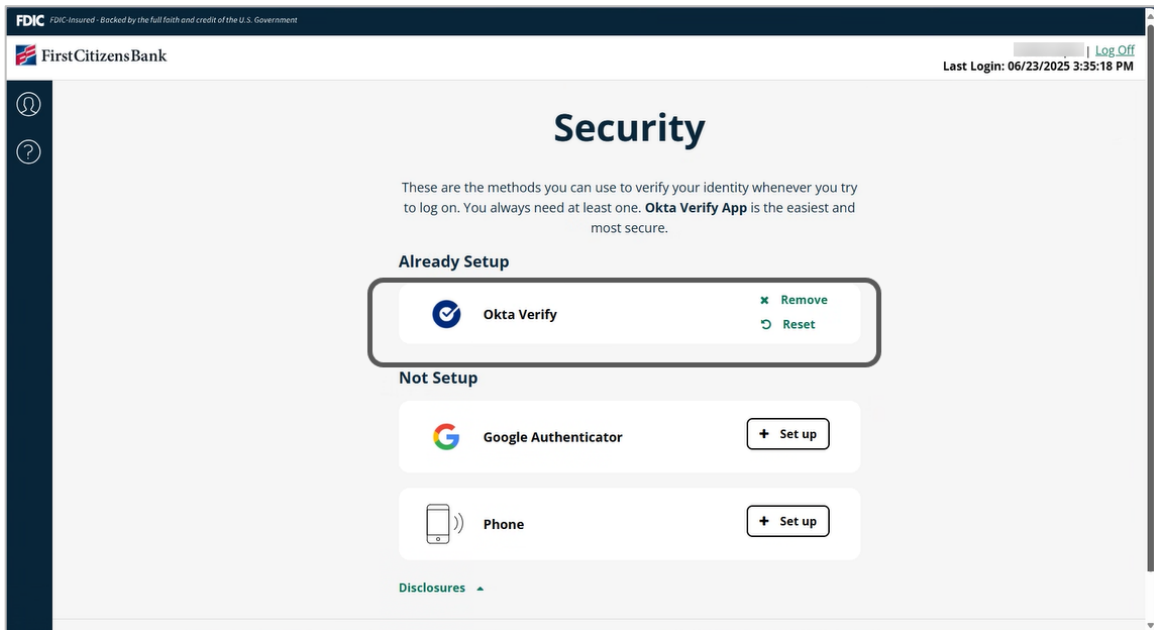 FDIC FDIC-Insured - Backed by the full faith and credit of the U.S. Government
First Citizens Bank
| Log Off
Last Login: 06/23/2025 3:35:18 PM
Security
These are the methods you can use to verify your identity whenever you try
to log on. You always need at least one. Okta Verify App is the easiest and
most secure.
Already Setup
Okta Verify
Remove
Reset
Not Setup
Google Authenticator
+ Set up
Phone
+ Set up
Disclosures